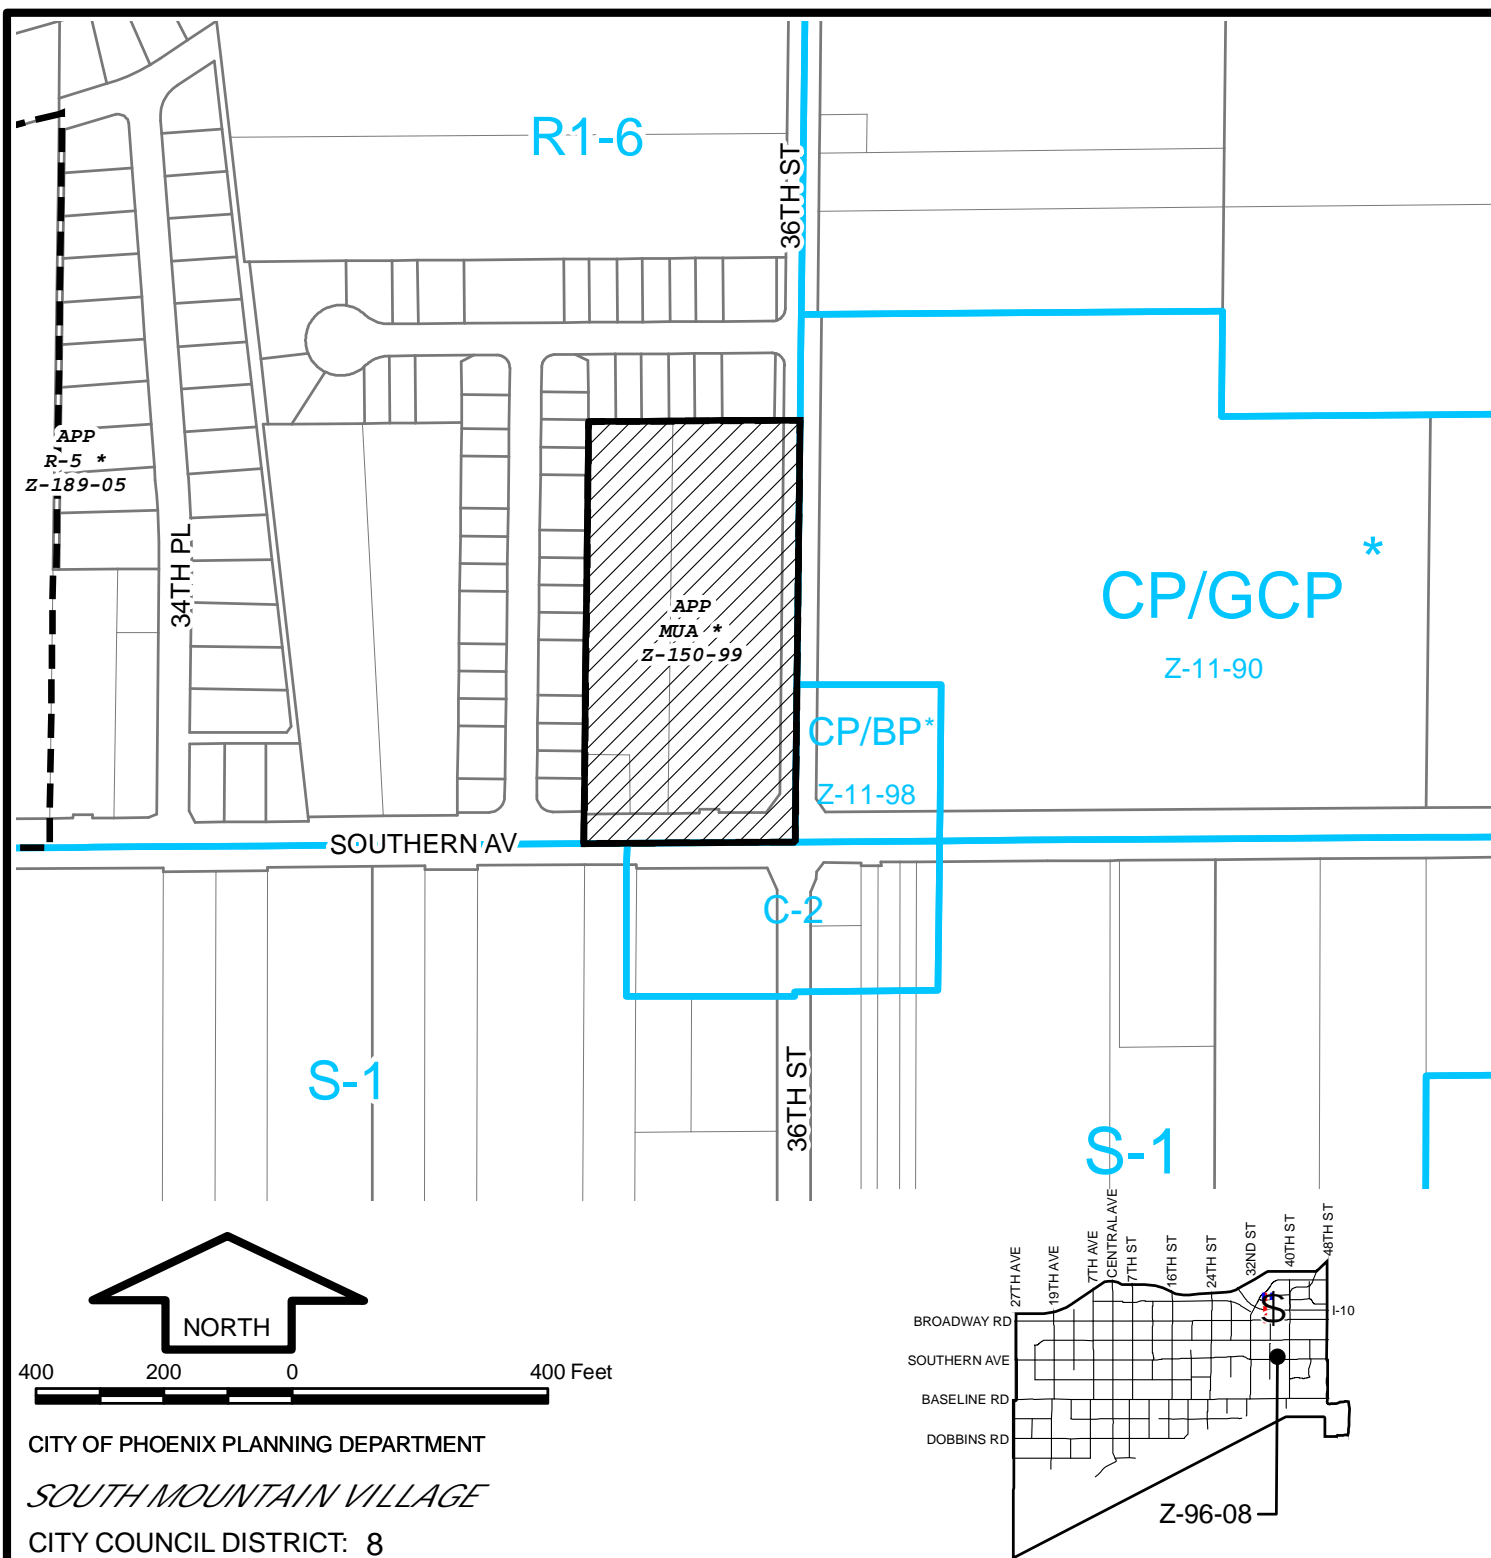 R1-6
36TH ST
APP
R-5 *
Z-189-05
34TH PL
APP
MUA *
Z-150-99
CP/GCP *
Z-11-90
CP/BP*
Z-11-98
SOUTHERN AV
C-2
S-1
36TH ST
S-1
NORTH
400 200 0 400 Feet
CITY OF PHOENIX PLANNING DEPARTMENT
SOUTH MOUNTAIN VILLAGE
CITY COUNCIL DISTRICT: 8
27TH AVE
19TH AVE
7TH AVE
CENTRAL AVE
7TH ST
16TH ST
24TH ST
32ND ST
40TH ST
48TH ST
$
I-10
BROADWAY RD
SOUTHERN AVE
BASELINE RD
DOBBINS RD
Z-96-08